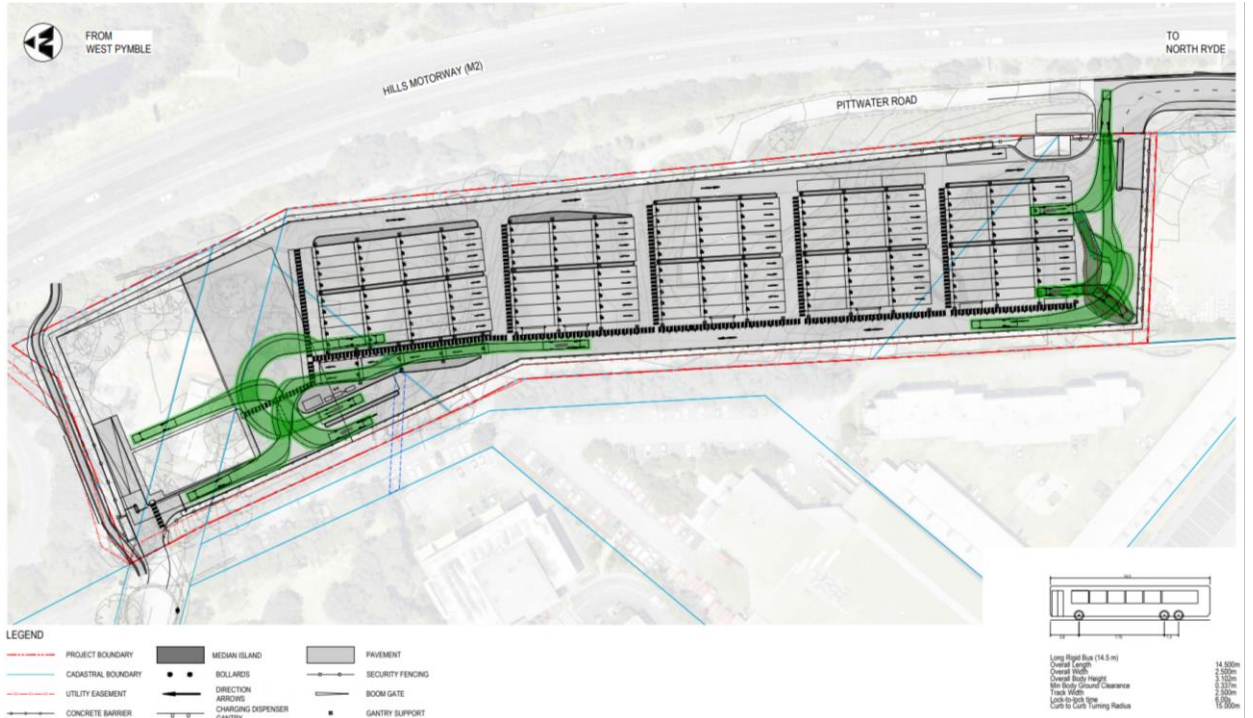 FROM
WEST PYMBLE
TO
NORTH RYDE
HILLS MOTORWAY (M2)
PITTWATER ROAD
LEGEND
PROJECT BOUNDARY
MEDIAN ISLAND
PAVEMENT
CADASTRAL BOUNDARY
BOLLARDS
SECURITY FENCING
UTILITY EASEMENT
DIRECTION
ARROWS
BOOM GATE
CONCRETE BARRIER
CHARGING DISPENSER
GANTRY
GANTRY SUPPORT
Long Rigid Bus (14.5 m)
Overall Length 14.500m
Overall Width 2.500m
Overall Body Height 3.102m
Min Body Ground Clearance 0.337m
Track Width 2.500m
Lock-to-lock time 6.00s
Curb to Curb Turning Radius 15.000m